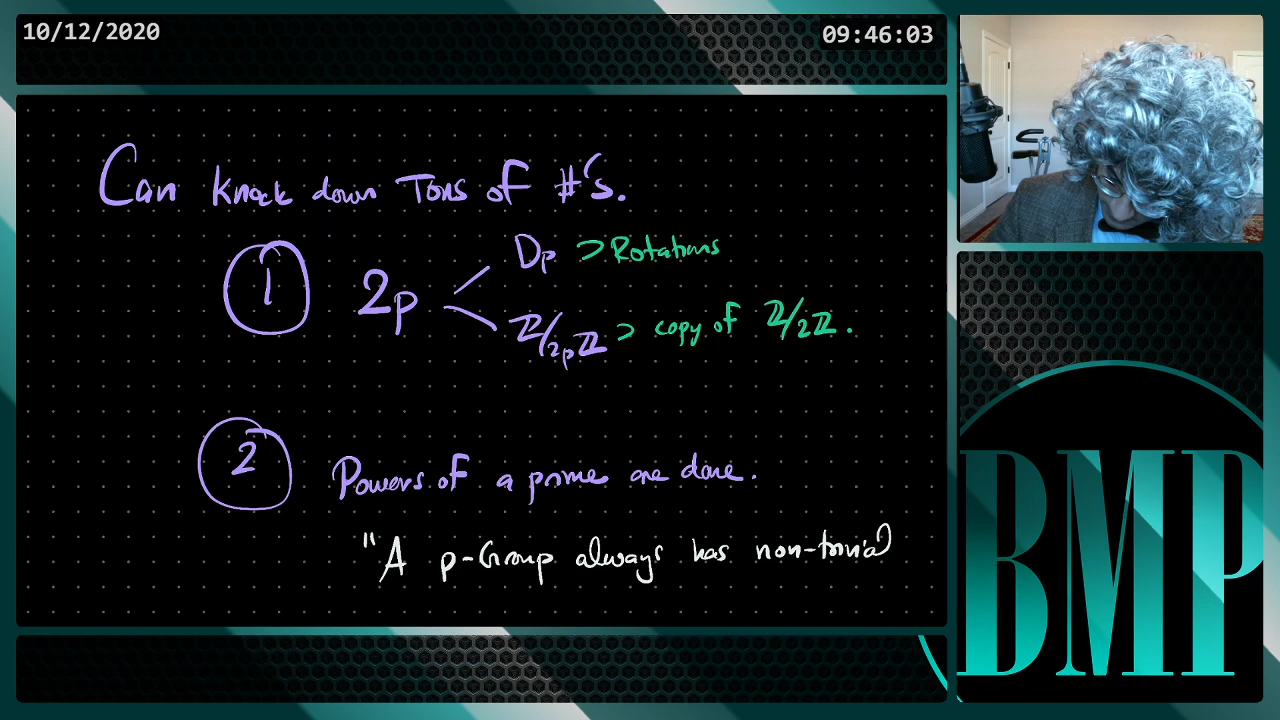 10/12/2020
09:46:03
Can knock down Tons of #'s.
1 2p Dp > Rotations
ℤ/2pℤ > copy of ℤ/2ℤ.
2 Powers of a prime are done.
"A p-Group always has non-trivial
BMP